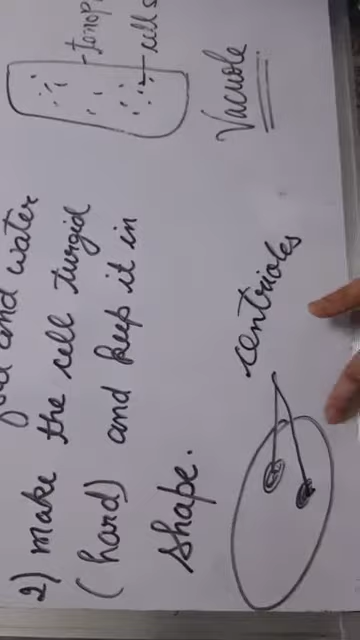 and water
2) make the cell turgid
(hard) and keep it in
shape.
Vacuole
centrioles